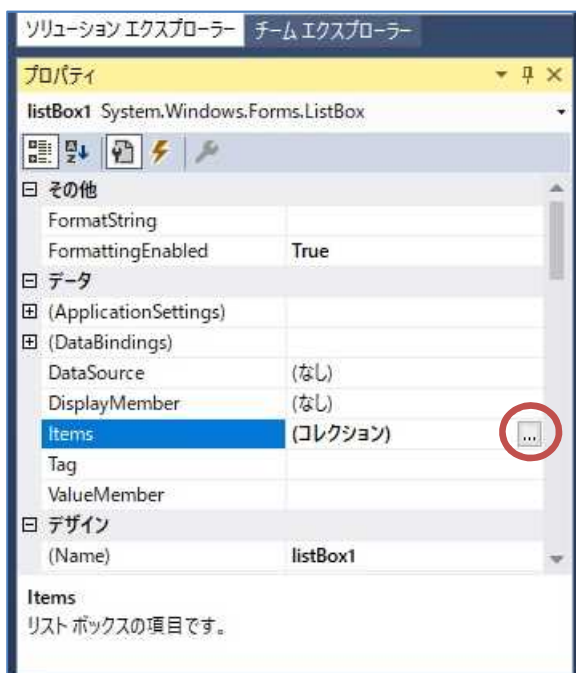 ソリューション エクスプローラー チーム エクスプローラー
プロパティ
listBox1 System.Windows.Forms.ListBox
その他
FormatString
FormattingEnabled True
データ
(ApplicationSettings)
(DataBindings)
DataSource (なし)
DisplayMember (なし)
Items (コレクション) ...
Tag
ValueMember
デザイン
(Name) listBox1
Items
リスト ボックスの項目です。